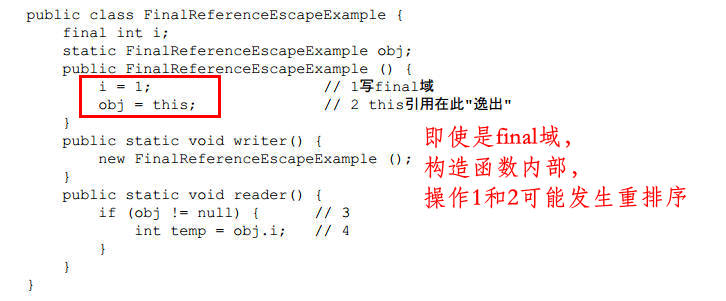 public class FinalReferenceEscapeExample {
final int i;
static FinalReferenceEscapeExample obj;
public FinalReferenceEscapeExample () {
i = 1; // 1写final域
obj = this; // 2 this引用在此"逸出"
}
public static void writer() {
new FinalReferenceEscapeExample ();
}
public static void reader() {
if (obj != null) { // 3
int temp = obj.i; // 4
}
}
}
即使是final域，
构造函数内部，
操作1和2可能发生重排序